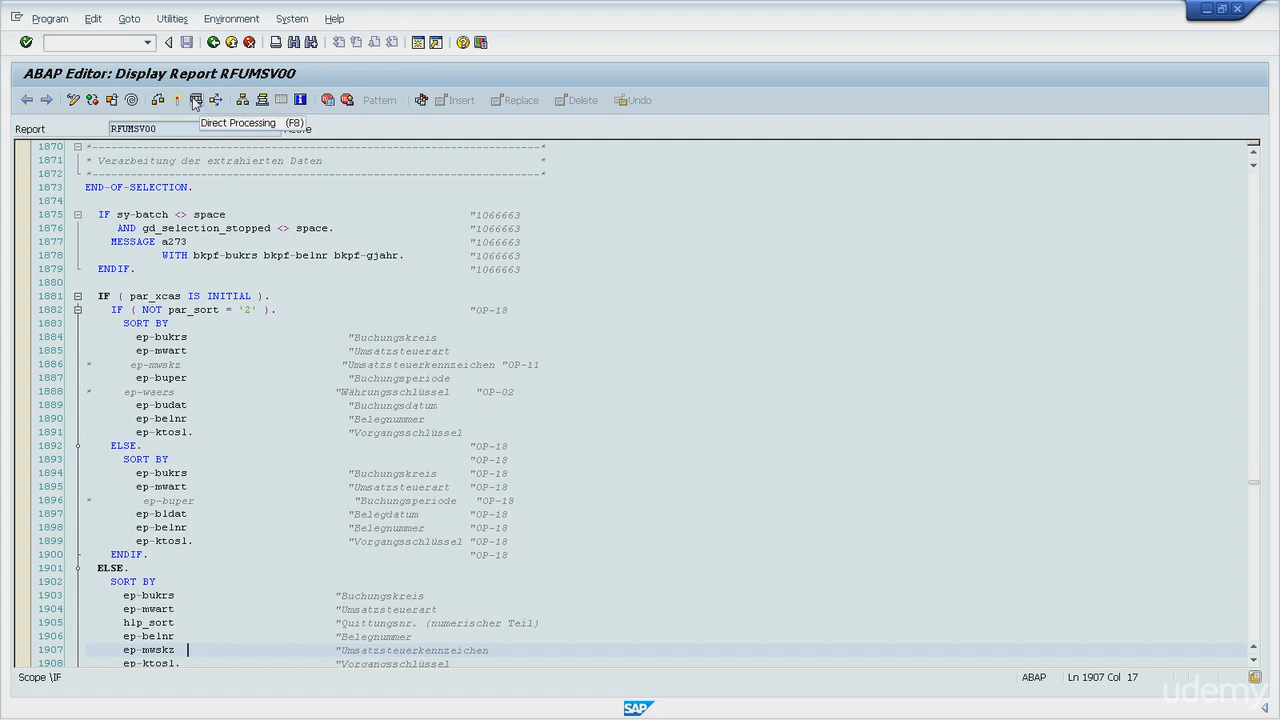 Program Edit Goto Utilities Environment System Help
ABAP Editor: Display Report RFUMSV00
Pattern Insert Replace Delete Undo
Direct Processing (F8)
Report RFUMSV00 Active
1870 *---------------------------------------------------------------------*
1871 * Verarbeitung der extrahierten Daten *
1872 *---------------------------------------------------------------------*
1873 END-OF-SELECTION.
1874
1875 IF sy-batch <> space "1066663
1876 AND gd_selection_stopped <> space. "1066663
1877 MESSAGE a273 "1066663
1878 WITH bkpf-bukrs bkpf-belnr bkpf-gjahr. "1066663
1879 ENDIF. "1066663
1880
1881 IF ( par_xcas IS INITIAL ).
1882 IF ( NOT par_sort = '2' ). "OP-18
1883 SORT BY
1884 ep-bukrs "Buchungskreis
1885 ep-mwart "Umsatzsteuerart
1886 * ep-mwskz "Umsatzsteuerkennzeichen "OP-11
1887 ep-buper "Buchungsperiode
1888 * ep-waers "Währungsschlüssel "OP-02
1889 ep-budat "Buchungsdatum
1890 ep-belnr "Belegnummer
1891 ep-ktosl. "Vorgangsschlüssel
1892 ELSE. "OP-18
1893 SORT BY "OP-18
1894 ep-bukrs "Buchungskreis "OP-18
1895 ep-mwart "Umsatzsteuerart "OP-18
1896 * ep-buper "Buchungsperiode "OP-18
1897 ep-bldat "Belegdatum "OP-18
1898 ep-belnr "Belegnummer "OP-18
1899 ep-ktosl. "Vorgangsschlüssel "OP-18
1900 ENDIF. "OP-18
1901 ELSE.
1902 SORT BY
1903 ep-bukrs "Buchungskreis
1904 ep-mwart "Umsatzsteuerart
1905 hlp_sort "Quittungsnr. (numerischer Teil)
1906 ep-belnr "Belegnummer
1907 ep-mwskz "Umsatzsteuerkennzeichen
1908 ep-ktosl. "Vorgangsschlüssel
Scope \IF ABAP Ln 1907 Col 17
udemy
SAP